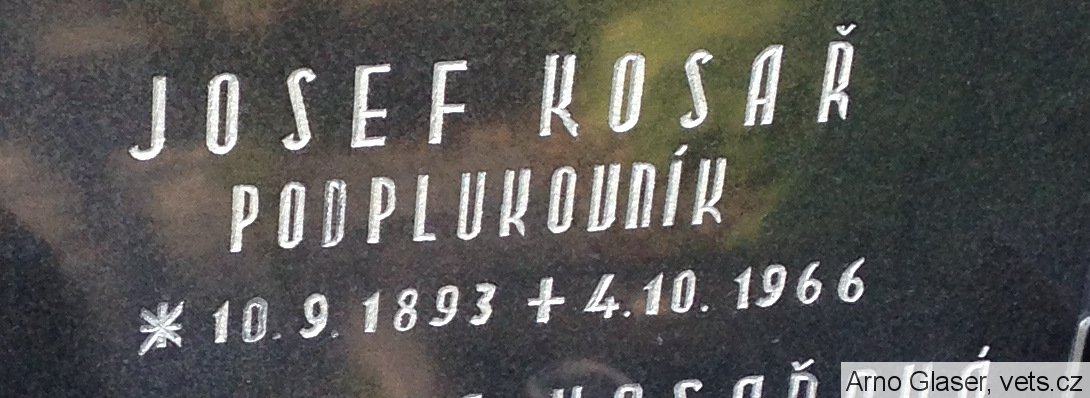 JOSEF KOSAŘ
PODPLUKOVNÍK
* 10.9.1893 + 4.10.1966
Arno Glaser, vets.cz